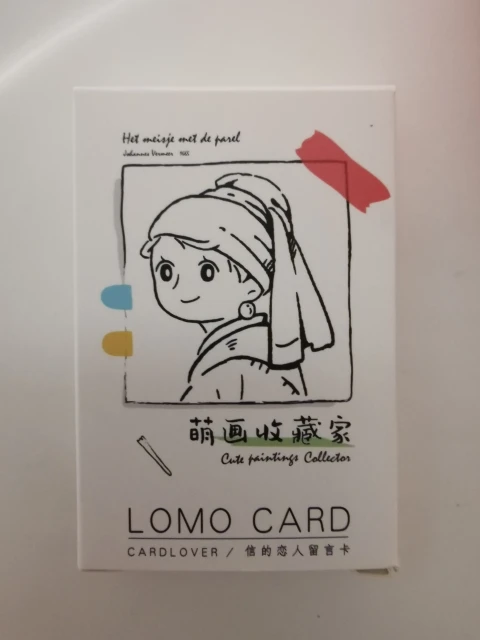 Het meisje met de parel
Johannes Vermeer 1665
萌画收藏家
Cute paintings Collector
LOMO CARD
CARDLOVER / 信的恋人留言卡